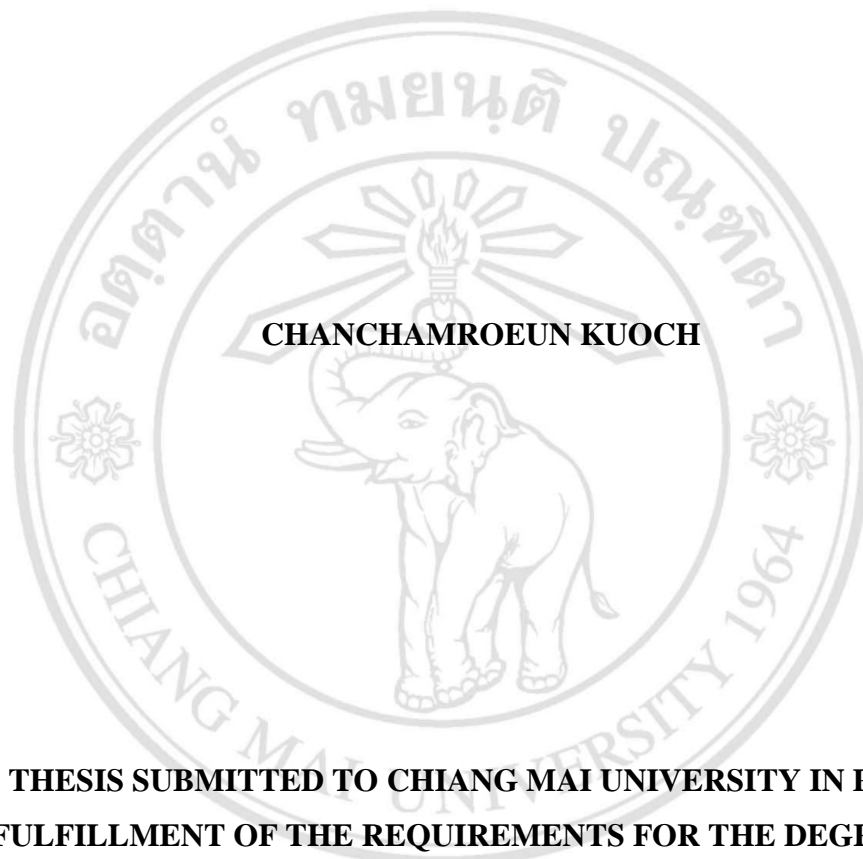 อตฺตานํ ทมยนฺติ ปณฺฑิตา
CHANCHAMROEUN KUOCH
CHIANG MAI UNIVERSITY 1964
THESIS SUBMITTED TO CHIANG MAI UNIVERSITY IN
FULFILLMENT OF THE REQUIREMENTS FOR THE